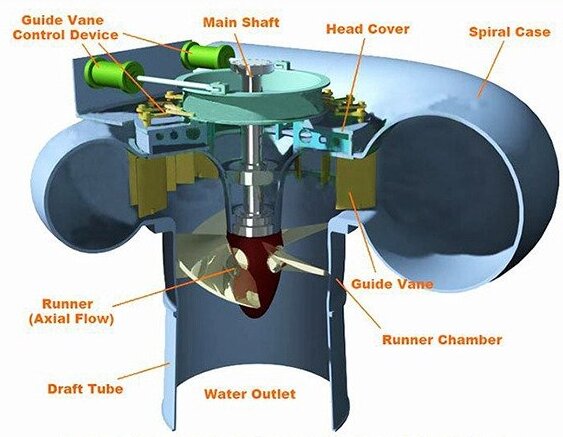 Guide Vane
Control Device
Main Shaft
Head Cover
Spiral Case
Guide Vane
Runner
(Axial Flow)
Runner Chamber
Draft Tube
Water Outlet